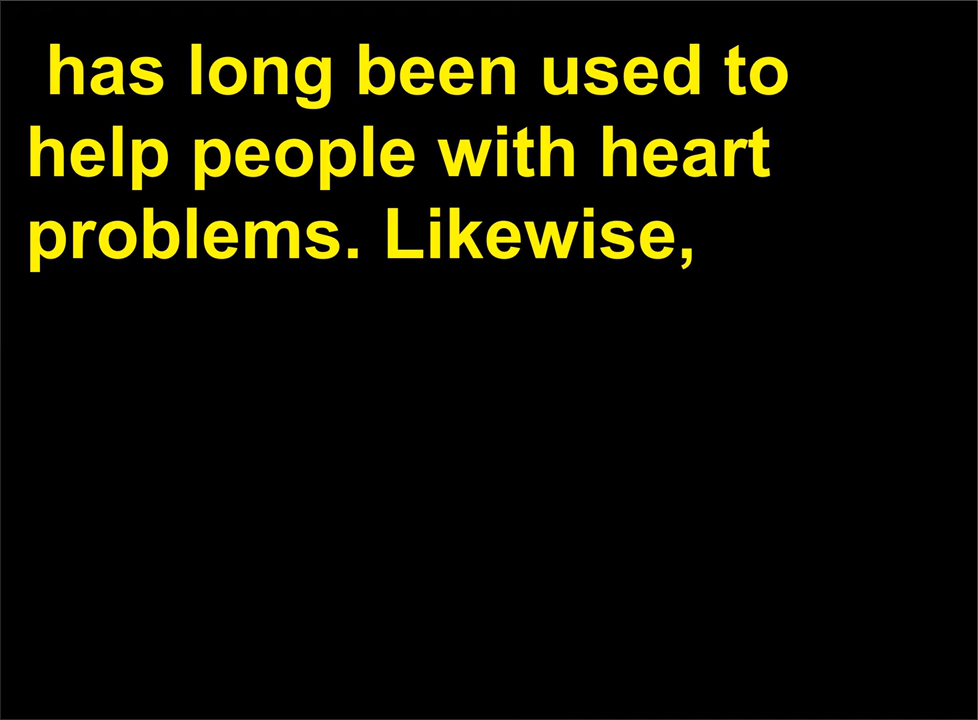 has long been used to
help people with heart
problems. Likewise,